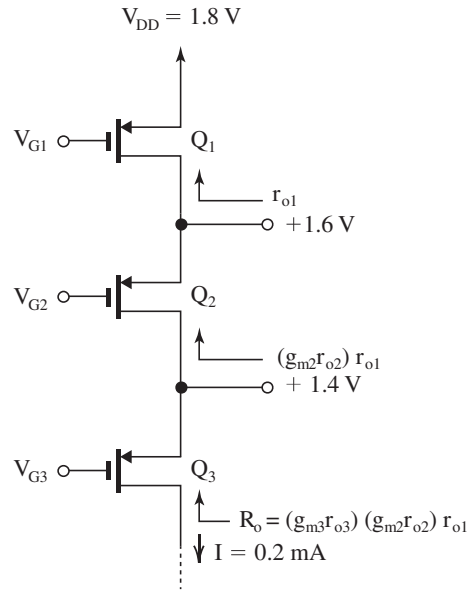 V_DD = 1.8 V
V_G1
Q_1
r_o1
+1.6 V
V_G2
Q_2
(g_m2 r_o2) r_o1
+ 1.4 V
V_G3
Q_3
R_o = (g_m3 r_o3) (g_m2 r_o2) r_o1
I = 0.2 mA